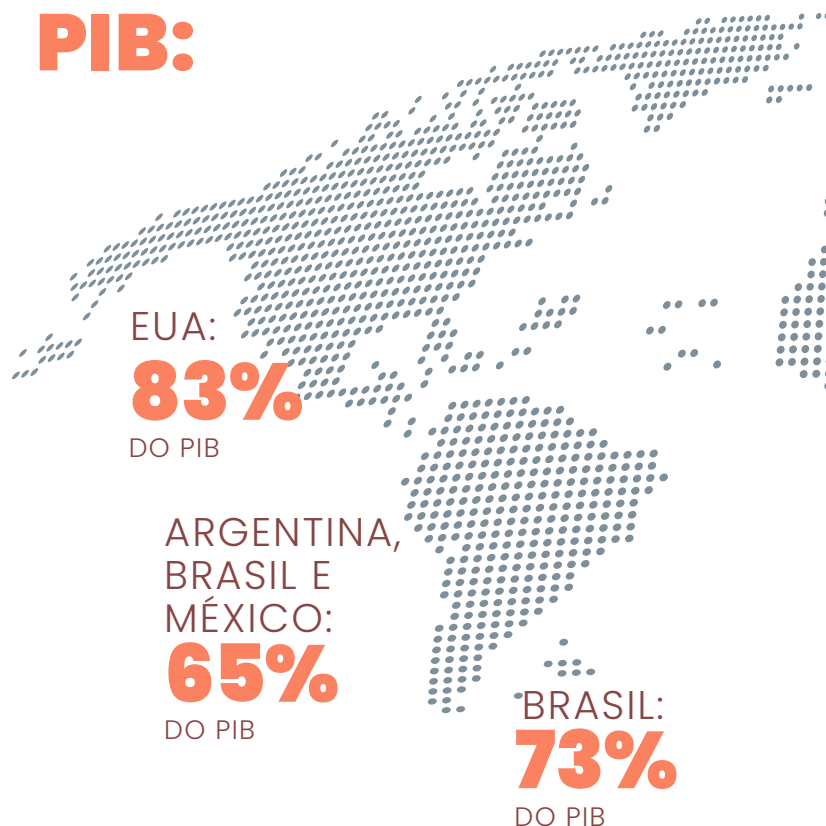 PIB:
EUA:
83%
DO PIB
ARGENTINA,
BRASIL E
MÉXICO:
65%
DO PIB
BRASIL:
73%
DO PIB